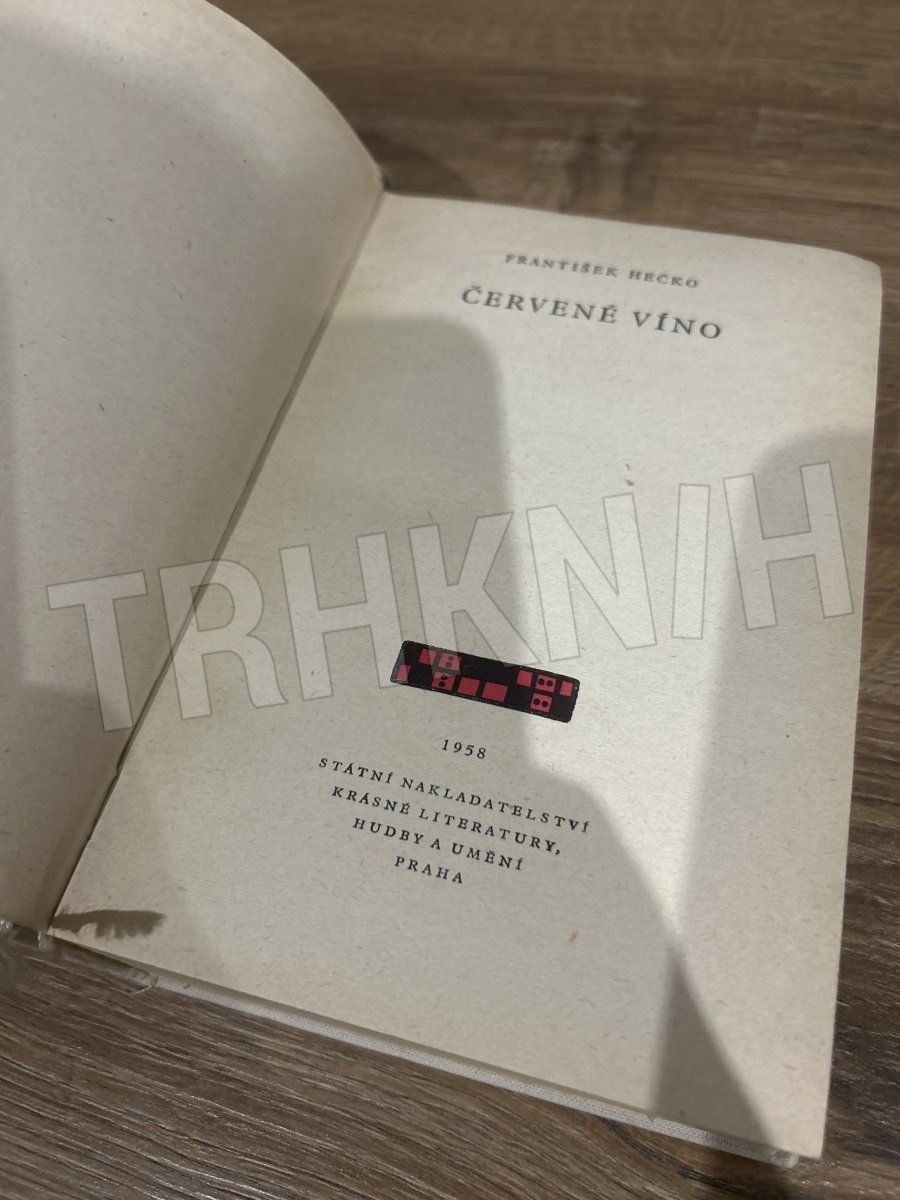 FRANTIŠEK HEČKO
ČERVENÉ VÍNO
TRHKNIH
1958
STÁTNÍ NAKLADATELSTVÍ
KRÁSNÉ LITERATURY,
HUDBY A UMĚNÍ
PRAHA